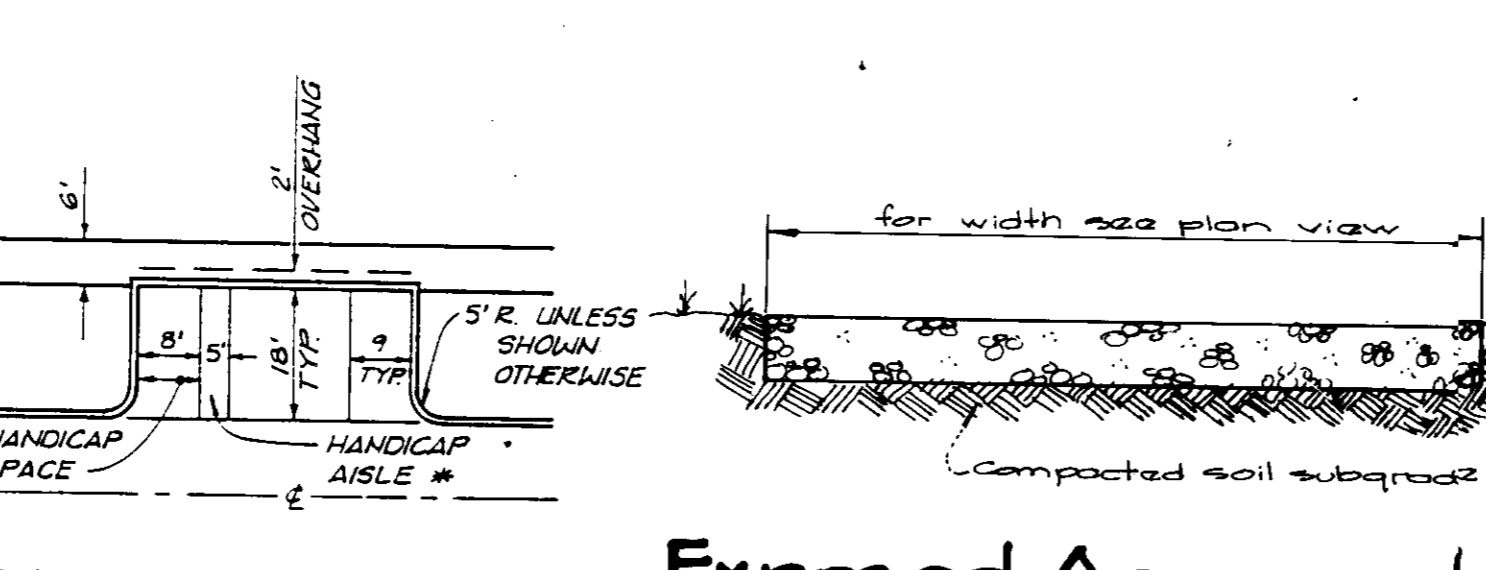 6'
2'
OVERHANG
8'
5'
18'
TYP.
9
TYP.
5' R. UNLESS
SHOWN
OTHERWISE
HANDICAP
AISLE *
ANDICAP
PACE
℄
for width see plan view
compacted soil subgrade